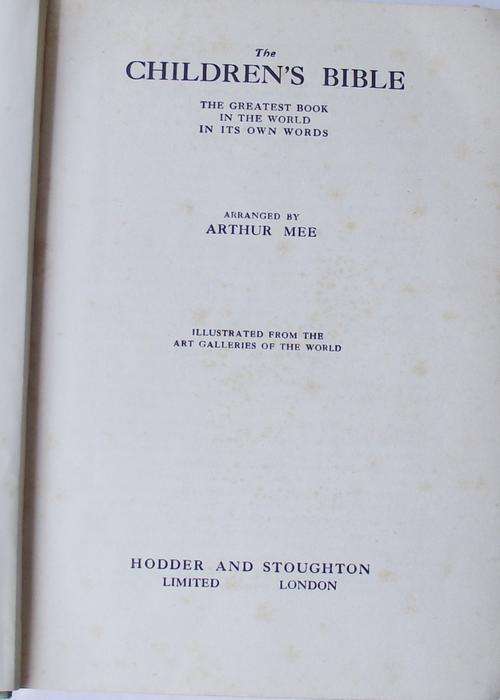 The
CHILDREN'S BIBLE
THE GREATEST BOOK
IN THE WORLD
IN ITS OWN WORDS
ARRANGED BY
ARTHUR MEE
ILLUSTRATED FROM THE
ART GALLERIES OF THE WORLD
HODDER AND STOUGHTON
LIMITED LONDON